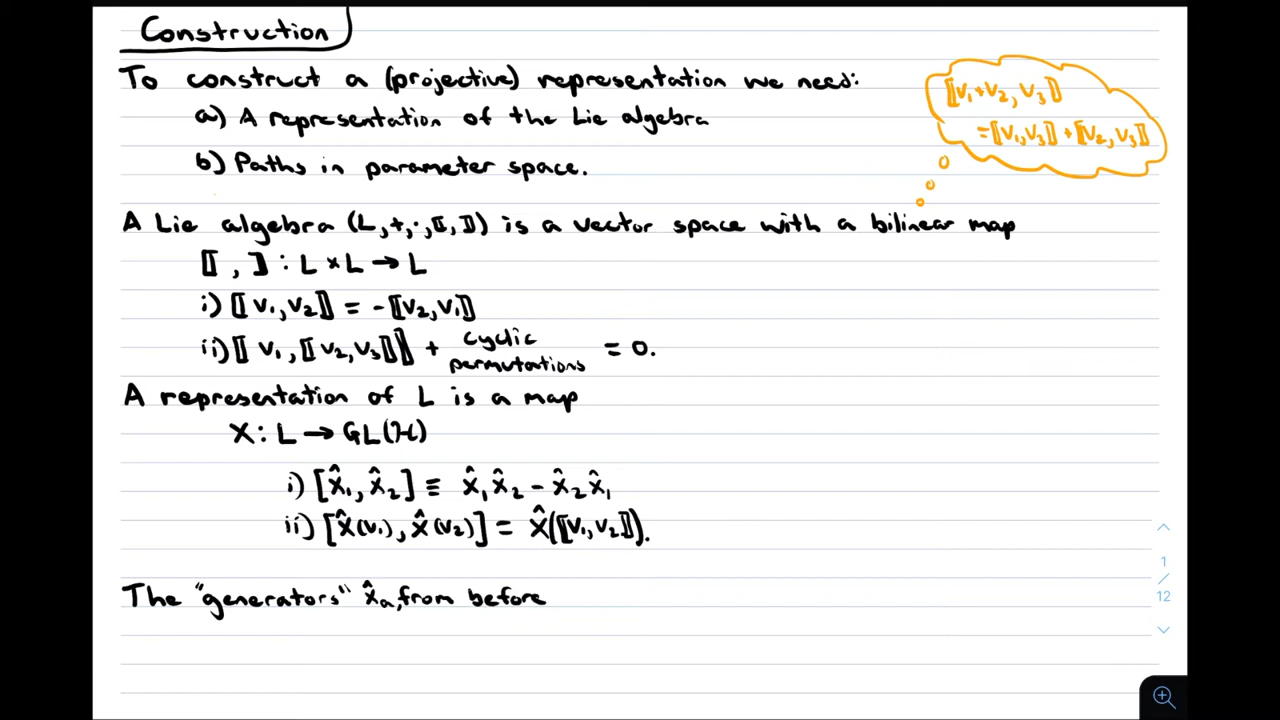 Construction
To construct a (projective) representation we need:
a) A representation of the Lie algebra
b) Paths in parameter space.
⟦v₁+v₂, v₃⟧
=⟦v₁,v₃⟧ + ⟦v₂,v₃⟧
A Lie algebra (L,+,·,⟦,⟧) is a vector space with a bilinear map
⟦ , ⟧ : L × L → L
i) ⟦v₁,v₂⟧ = -⟦v₂,v₁⟧
ii) ⟦v₁,⟦v₂,v₃⟧⟧ + cyclic permutations = 0.
A representation of L is a map
X : L → GL(ℋ)
i) [X̂₁, X̂₂] ≡ X̂₁X̂₂ - X̂₂X̂₁
ii) [X̂(v₁), X̂(v₂)] = X̂(⟦v₁,v₂⟧).
The "generators" X̂ₐ, from before
1
/
12